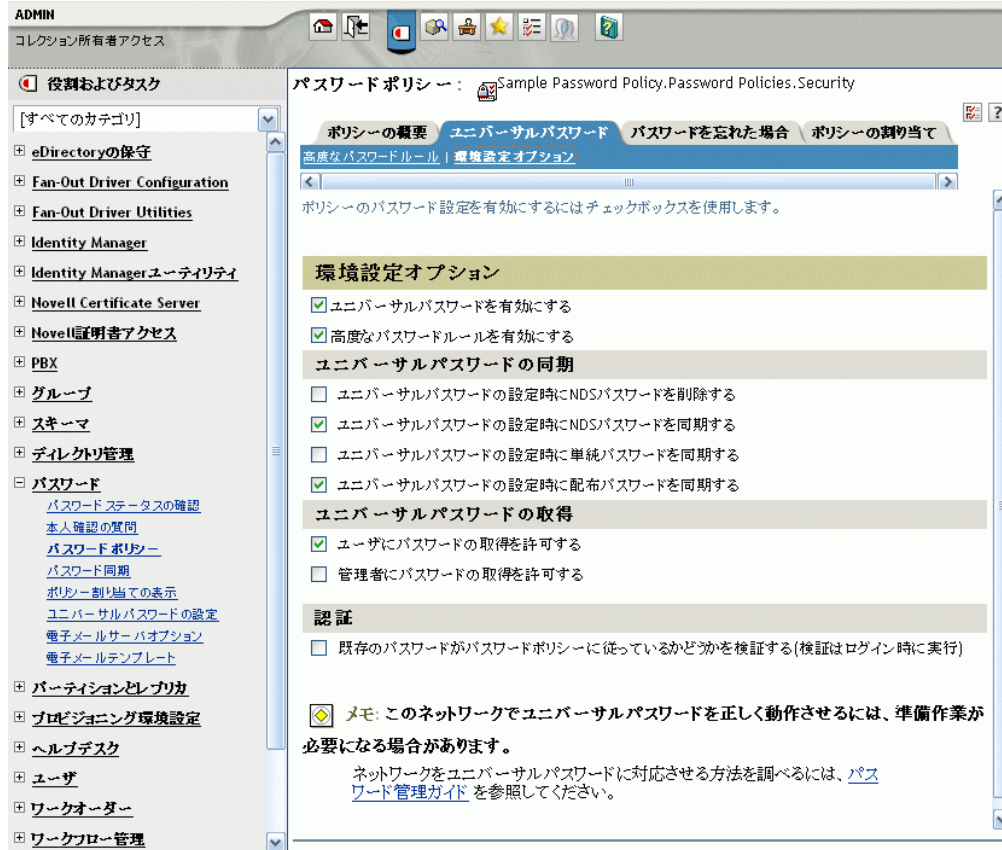 ADMIN
コレクション所有者アクセス
役割およびタスク
[すべてのカテゴリ]
eDirectoryの保守
Fan-Out Driver Configuration
Fan-Out Driver Utilities
Identity Manager
Identity Managerユーティリティ
Novell Certificate Server
Novell証明書アクセス
PBX
グループ
スキーマ
ディレクトリ管理
パスワード
パスワード ステータスの確認
本人確認の質問
パスワード ポリシー
パスワード同期
ポリシー割り当ての表示
ユニバーサルパスワードの設定
電子メールサーバオプション
電子メールテンプレート
パーティションとレプリカ
プロビジョニング環境設定
ヘルプデスク
ユーザ
ワークオーダー
ワークフロー管理
パスワードポリシー: Sample Password Policy.Password Policies.Security
ポリシーの概要 ユニバーサルパスワード パスワードを忘れた場合 ポリシーの割り当て
高度なパスワードルール | 環境設定オプション
ポリシーのパスワード設定を有効にするにはチェックボックスを使用します。
環境設定オプション
ユニバーサルパスワードを有効にする
高度なパスワードルールを有効にする
ユニバーサルパスワードの同期
ユニバーサルパスワードの設定時にNDSパスワードを削除する
ユニバーサルパスワードの設定時にNDSパスワードを同期する
ユニバーサルパスワードの設定時に単純パスワードを同期する
ユニバーサルパスワードの設定時に配布パスワードを同期する
ユニバーサルパスワードの取得
ユーザにパスワードの取得を許可する
管理者にパスワードの取得を許可する
認証
既存のパスワードがパスワードポリシーに従っているかどうかを検証する(検証はログイン時に実行)
メモ: このネットワークでユニバーサルパスワードを正しく動作させるには、準備作業が
必要になる場合があります。
ネットワークをユニバーサルパスワードに対応させる方法を調べるには、パス
ワード管理ガイド を参照してください。